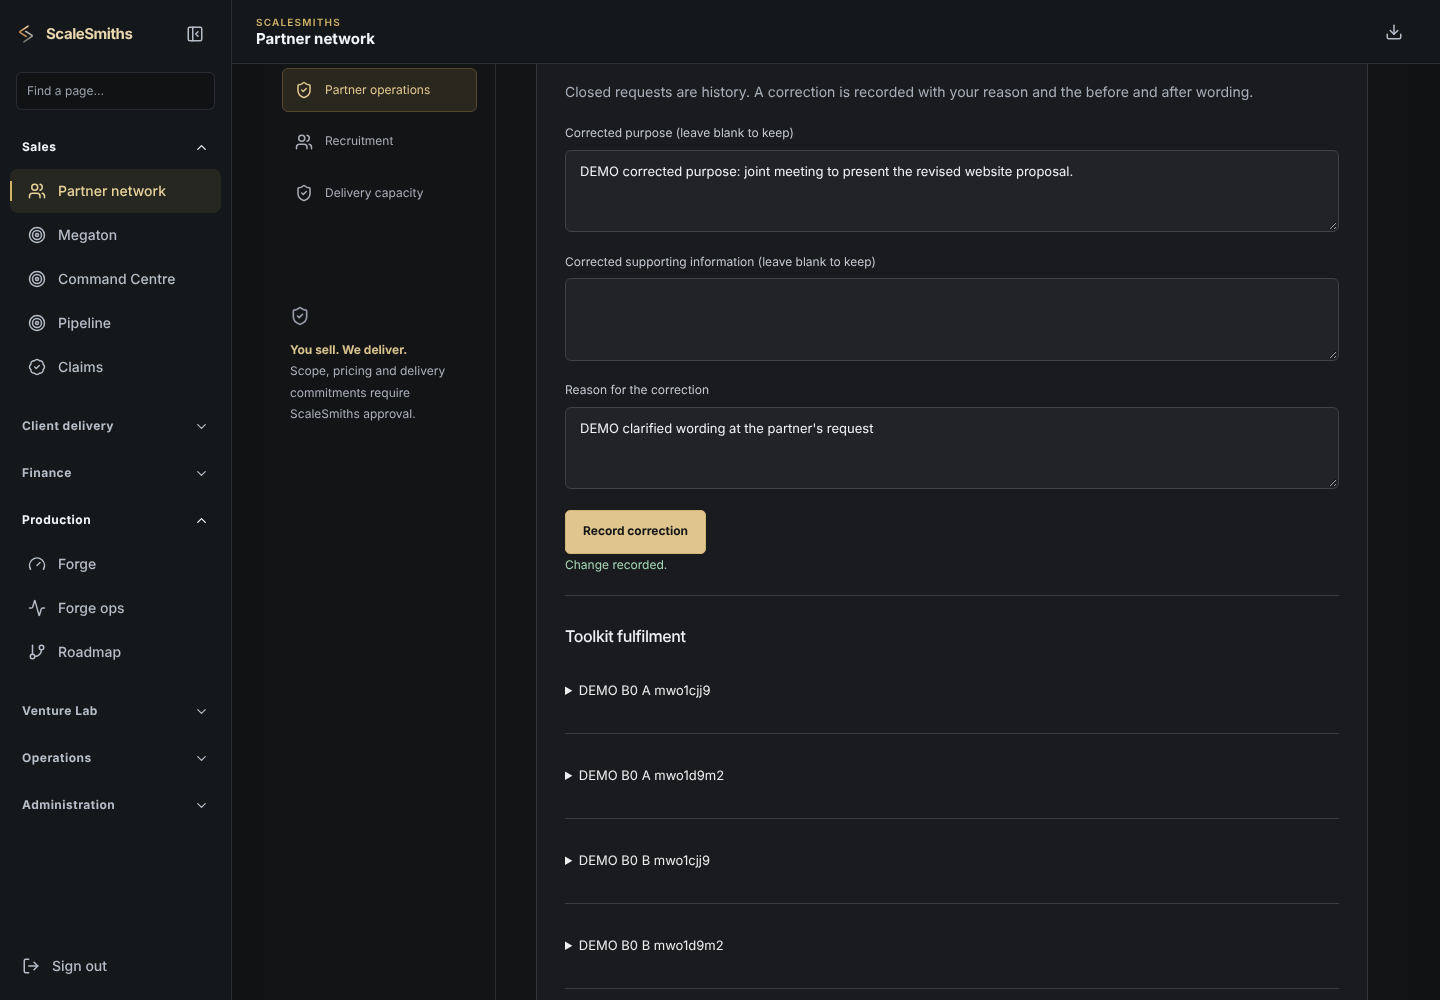 ScaleSmiths
Find a page...
Sales
Partner network
Megaton
Command Centre
Pipeline
Claims
Client delivery
Finance
Production
Forge
Forge ops
Roadmap
Venture Lab
Operations
Administration
Sign out
SCALESMITHS
Partner network
Partner operations
Recruitment
Delivery capacity
You sell. We deliver.
Scope, pricing and delivery
commitments require
ScaleSmiths approval.
Closed requests are history. A correction is recorded with your reason and the before and after wording.
Corrected purpose (leave blank to keep)
DEMO corrected purpose: joint meeting to present the revised website proposal.
Corrected supporting information (leave blank to keep)
Reason for the correction
DEMO clarified wording at the partner's request
Record correction
Change recorded.
Toolkit fulfilment
DEMO B0 A mwo1cjj9
DEMO B0 A mwo1d9m2
DEMO B0 B mwo1cjj9
DEMO B0 B mwo1d9m2